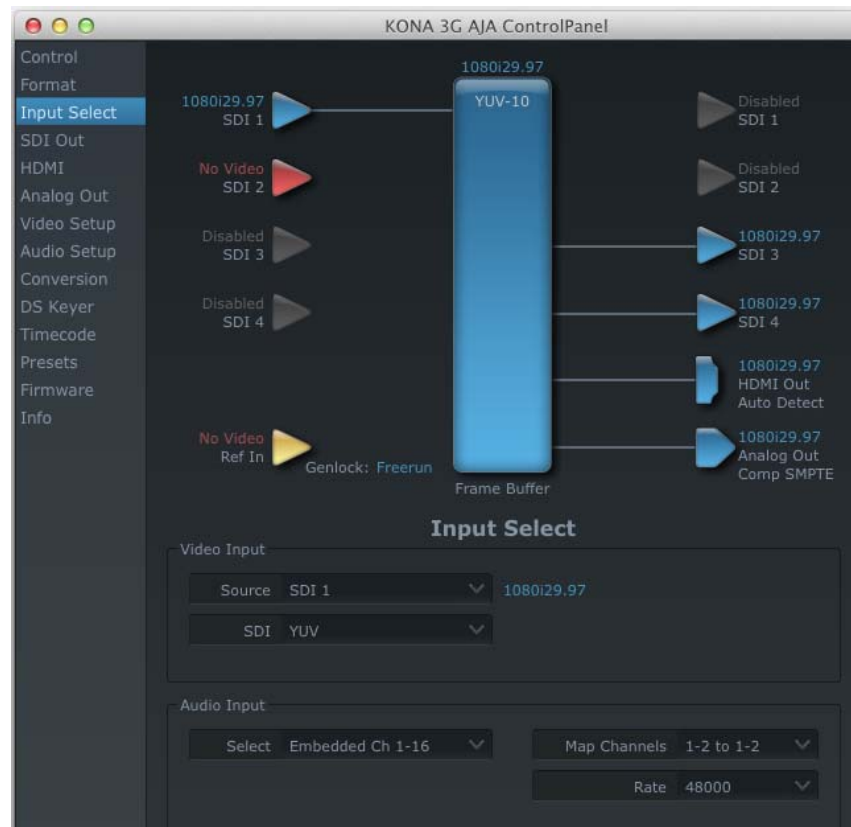 KONA 3G AJA ControlPanel
Control
Format
Input Select
SDI Out
HDMI
Analog Out
Video Setup
Audio Setup
Conversion
DS Keyer
Timecode
Presets
Firmware
Info
1080i29.97
YUV-10
1080i29.97
SDI 1
No Video
SDI 2
Disabled
SDI 3
Disabled
SDI 4
No Video
Ref In
Genlock: Freerun
Frame Buffer
Disabled
SDI 1
Disabled
SDI 2
1080i29.97
SDI 3
1080i29.97
SDI 4
1080i29.97
HDMI Out
Auto Detect
1080i29.97
Analog Out
Comp SMPTE
Input Select
Video Input
Source SDI 1 1080i29.97
SDI YUV
Audio Input
Select Embedded Ch 1-16 Map Channels 1-2 to 1-2
Rate 48000